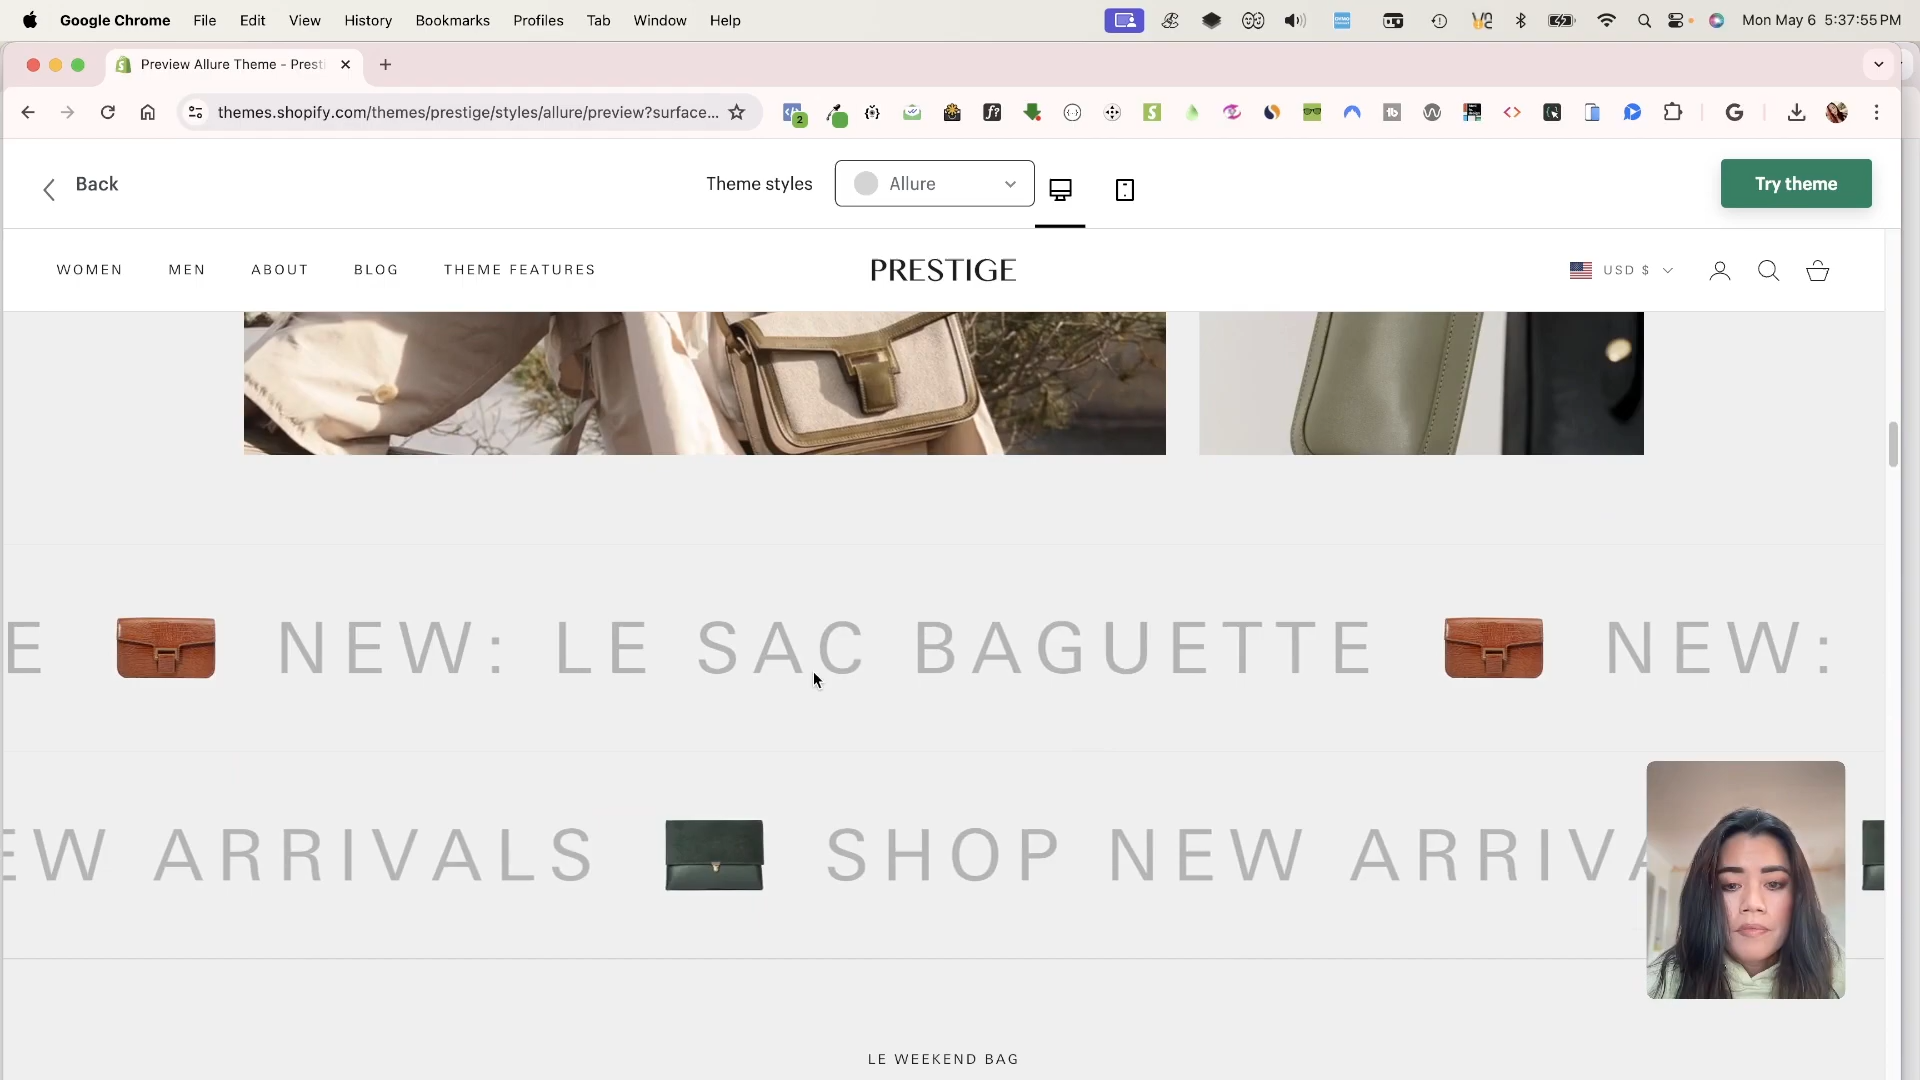 Google Chrome File Edit View History Bookmarks Profiles Tab Window Help Mon May 6 5:37:55 PM
Preview Allure Theme - Presti
themes.shopify.com/themes/prestige/styles/allure/preview?surface...
2
Back Theme styles Allure Try theme
WOMEN MEN ABOUT BLOG THEME FEATURES PRESTIGE USD $
E NEW: LE SAC BAGUETTE NEW:
EW ARRIVALS SHOP NEW ARRIVA
LE WEEKEND BAG